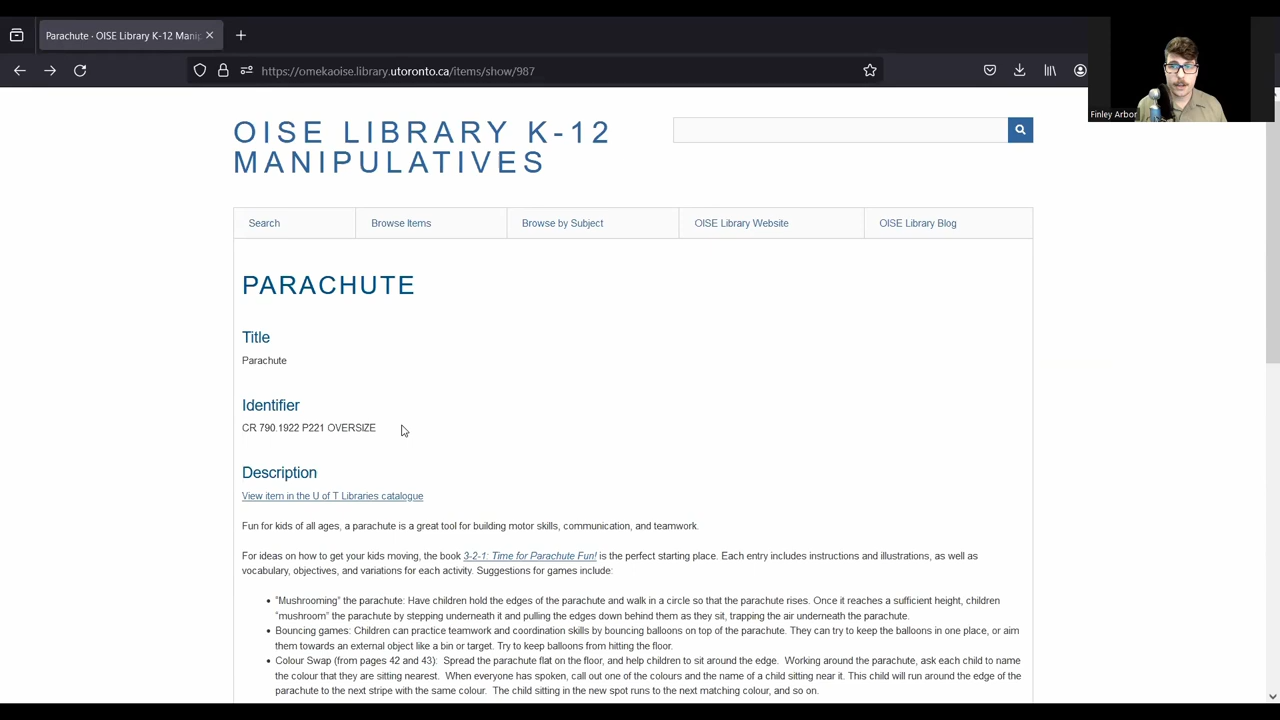 Parachute · OISE Library K-12 Manip
https://omekaoise.library.utoronto.ca/items/show/987
Finley Arbor
OISE LIBRARY K-12
MANIPULATIVES
Search Browse Items Browse by Subject OISE Library Website OISE Library Blog
PARACHUTE
Title
Parachute
Identifier
CR 790.1922 P221 OVERSIZE
Description
View item in the U of T Libraries catalogue
Fun for kids of all ages, a parachute is a great tool for building motor skills, communication, and teamwork.
For ideas on how to get your kids moving, the book 3-2-1: Time for Parachute Fun! is the perfect starting place. Each entry includes instructions and illustrations, as well as
vocabulary, objectives, and variations for each activity. Suggestions for games include:
• "Mushrooming" the parachute: Have children hold the edges of the parachute and walk in a circle so that the parachute rises. Once it reaches a sufficient height, children
"mushroom" the parachute by stepping underneath it and pulling the edges down behind them as they sit, trapping the air underneath the parachute.
• Bouncing games: Children can practice teamwork and coordination skills by bouncing balloons on top of the parachute. They can try to keep the balloons in one place, or aim
them towards an external object like a bin or target. Try to keep balloons from hitting the floor.
• Colour Swap (from pages 42 and 43): Spread the parachute flat on the floor, and help children to sit around the edge. Working around the parachute, ask each child to name
the colour that they are sitting nearest. When everyone has spoken, call out one of the colours and the name of a child sitting near it. This child will run around the edge of the
parachute to the next stripe with the same colour. The child sitting in the new spot runs to the next matching colour, and so on.